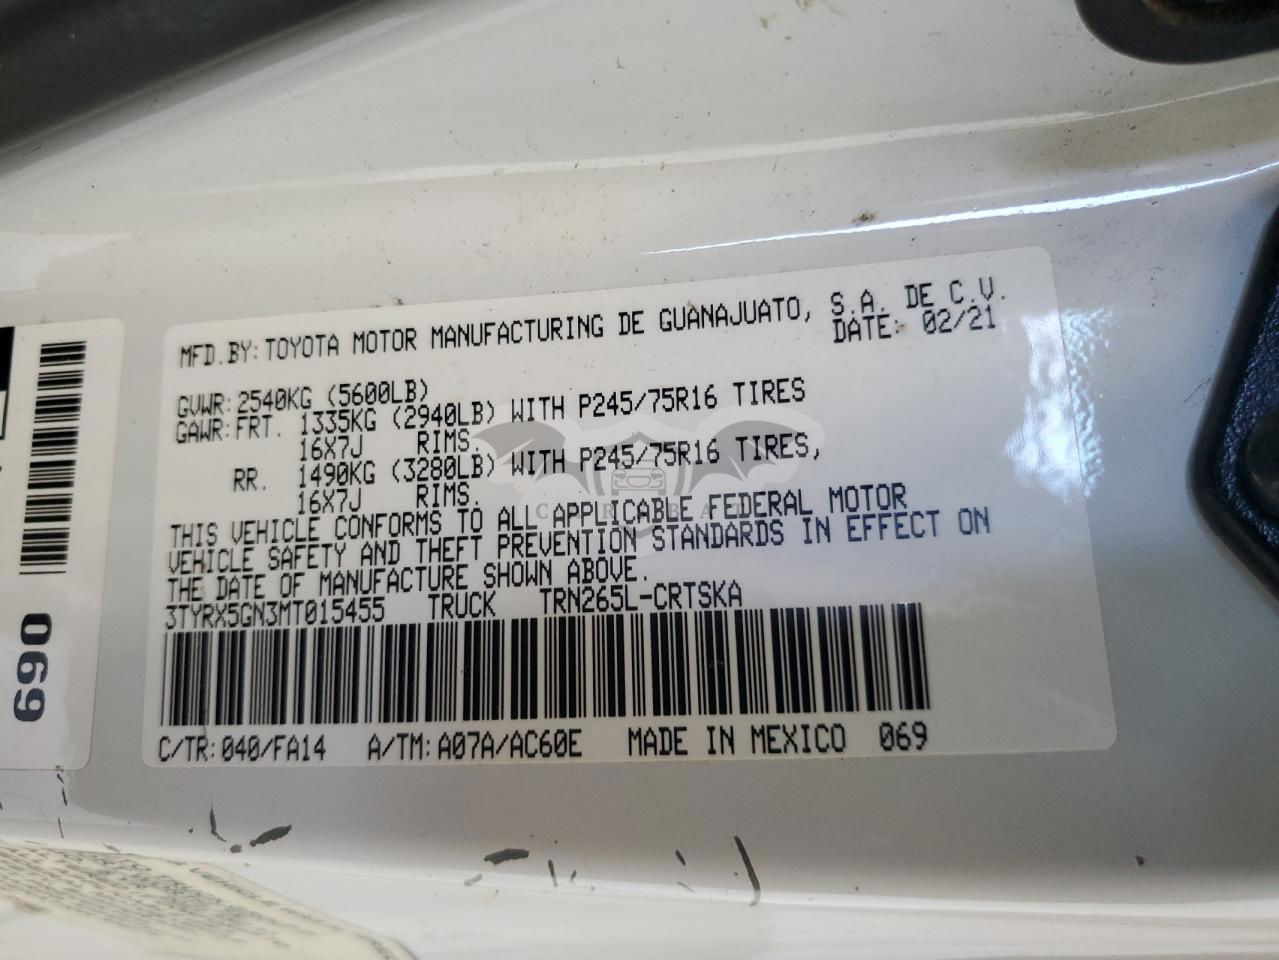 MFD.BY: TOYOTA MOTOR MANUFACTURING DE GUANAJUATO, S.A. DE C.V.
DATE: 02/21
GVWR: 2540KG (5600LB)
GAWR: FRT. 1335KG (2940LB) WITH P245/75R16 TIRES
16X7J RIMS.
RR. 1490KG (3280LB) WITH P245/75R16 TIRES,
16X7J RIMS.
THIS VEHICLE CONFORMS TO ALL APPLICABLE FEDERAL MOTOR
VEHICLE SAFETY AND THEFT PREVENTION STANDARDS IN EFFECT ON
THE DATE OF MANUFACTURE SHOWN ABOVE.
3TYRX5GN3MT015455 TRUCK TRN265L-CRTSKA
C/TR: 040/FA14 A/TM: A07A/AC60E MADE IN MEXICO 069
069
CARBAT